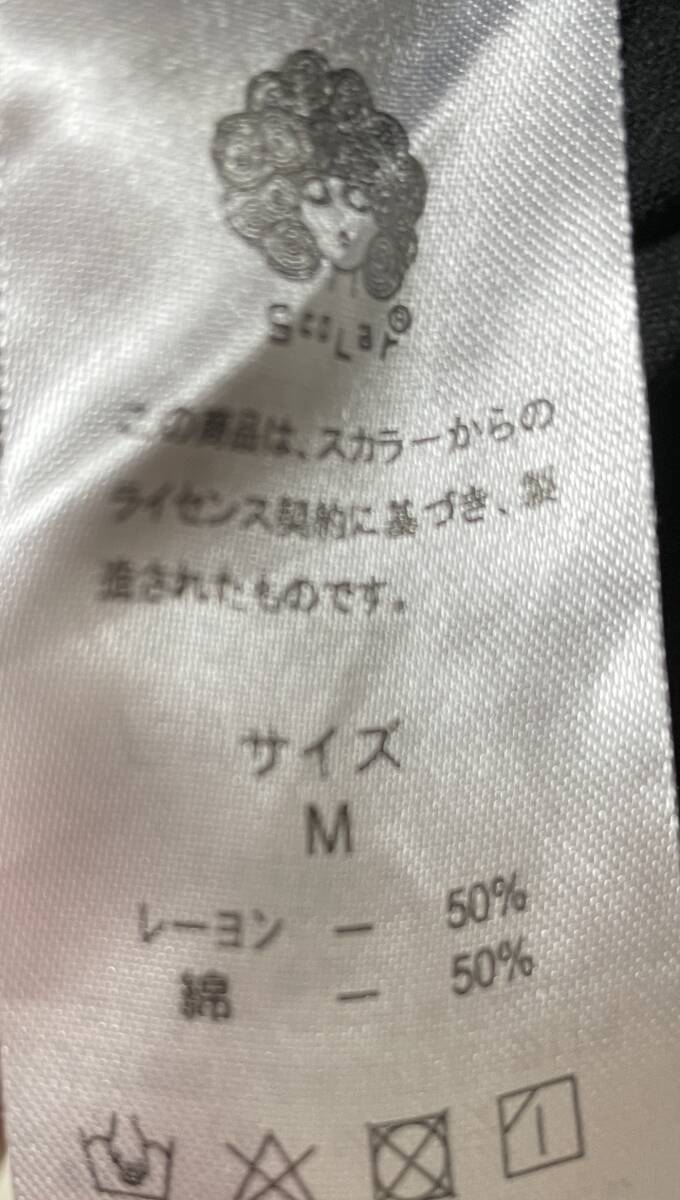 ScoLar®
この商品は、スカラーからの
ライセンス契約に基づき、製
造されたものです。
サイズ
M
レーヨン ー 50%
綿 ー 50%